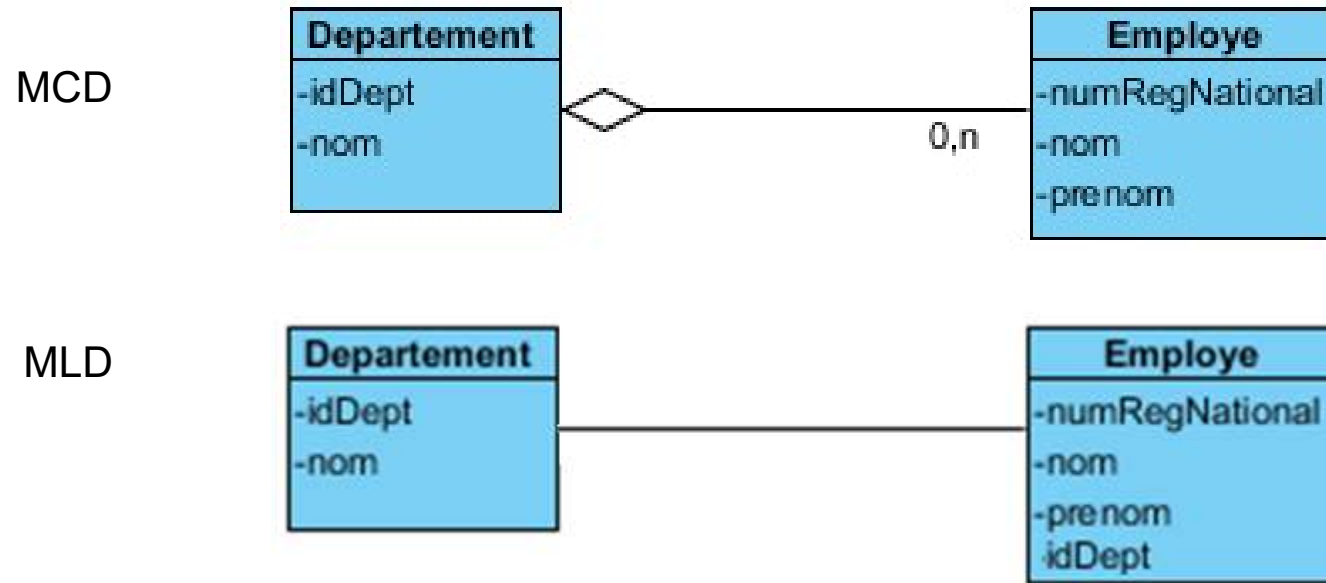 MCD
Departement
-idDept
-nom
0,n
Employe
-numRegNational
-nom
-prenom
MLD
Departement
-idDept
-nom
Employe
-numRegNational
-nom
-prenom
-idDept